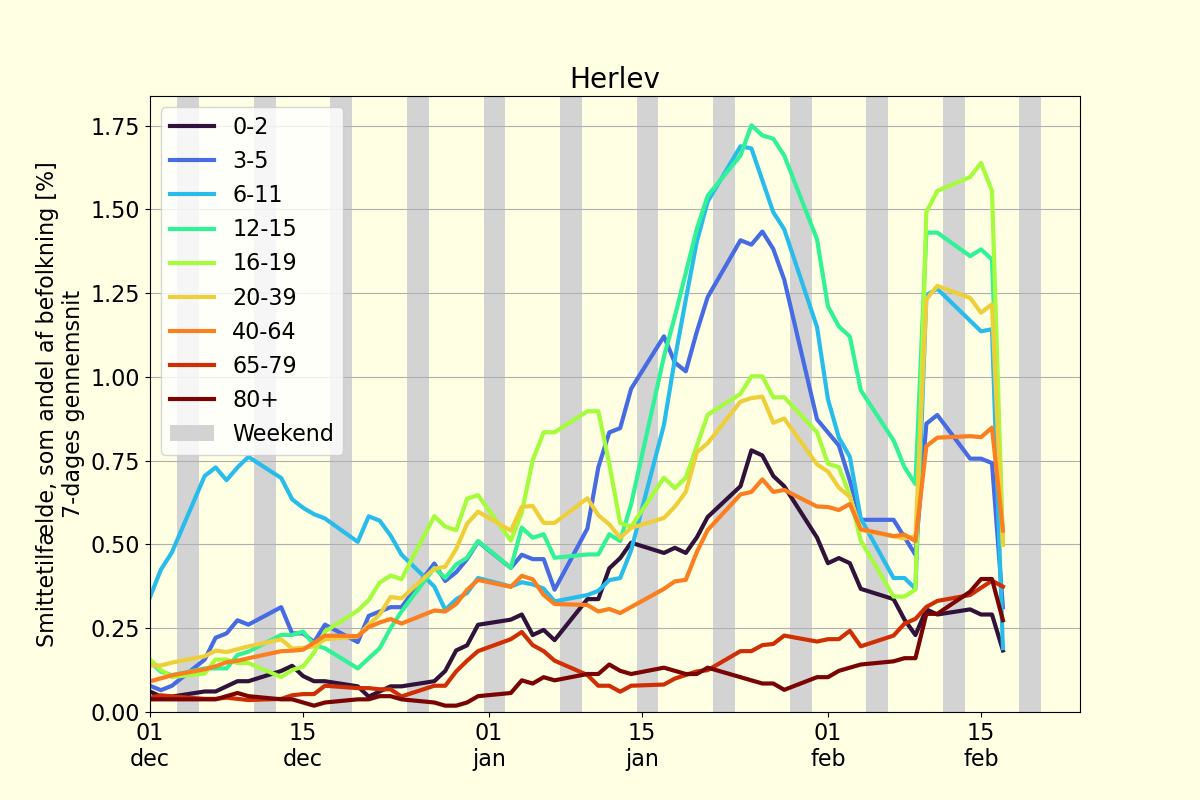 Herlev
Smittetilfælde, som andel af befolkning [%]
7-dages gennemsnit
1.75
1.50
1.25
1.00
0.75
0.50
0.25
0.00
0-2
3-5
6-11
12-15
16-19
20-39
40-64
65-79
80+
Weekend
01 15 01 15 01 15
dec dec jan jan feb feb